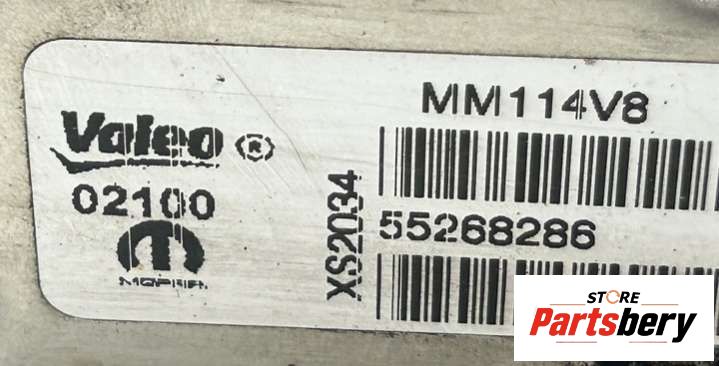 Valeo ®
02100
MOPAR
XS2034
MM114V8
55268286
STORE
Partsbery